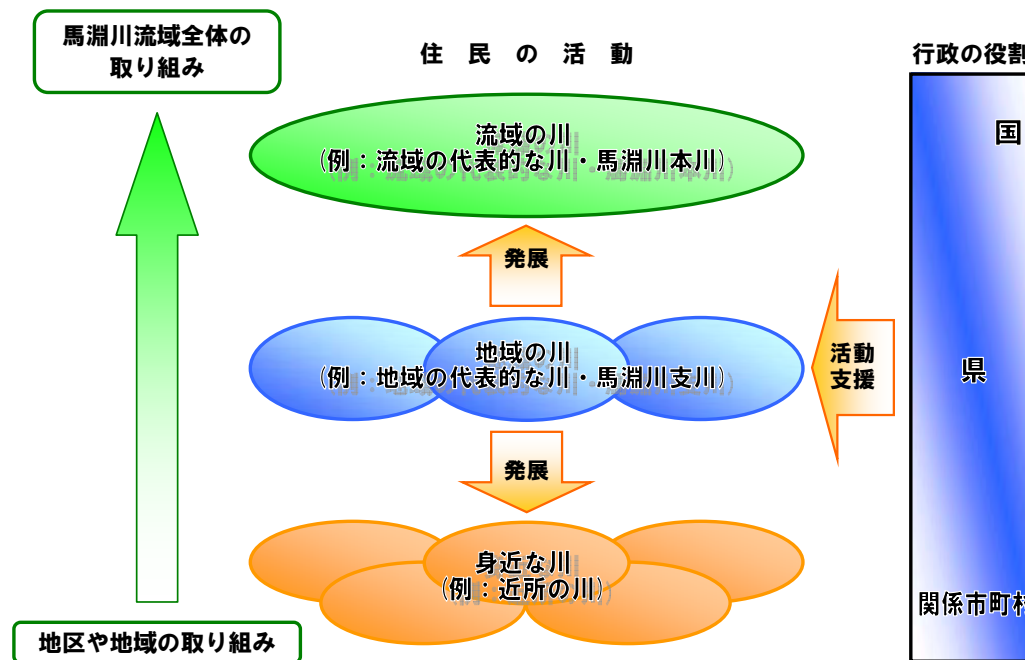 馬淵川流域全体の
取り組み
住民の活動
行政の役割
流域の川
(例：流域の代表的な川・馬淵川本川)
国
発展
地域の川
(例：地域の代表的な川・馬淵川支川)
活動
支援
県
発展
身近な川
(例：近所の川)
関係市町村
地区や地域の取り組み